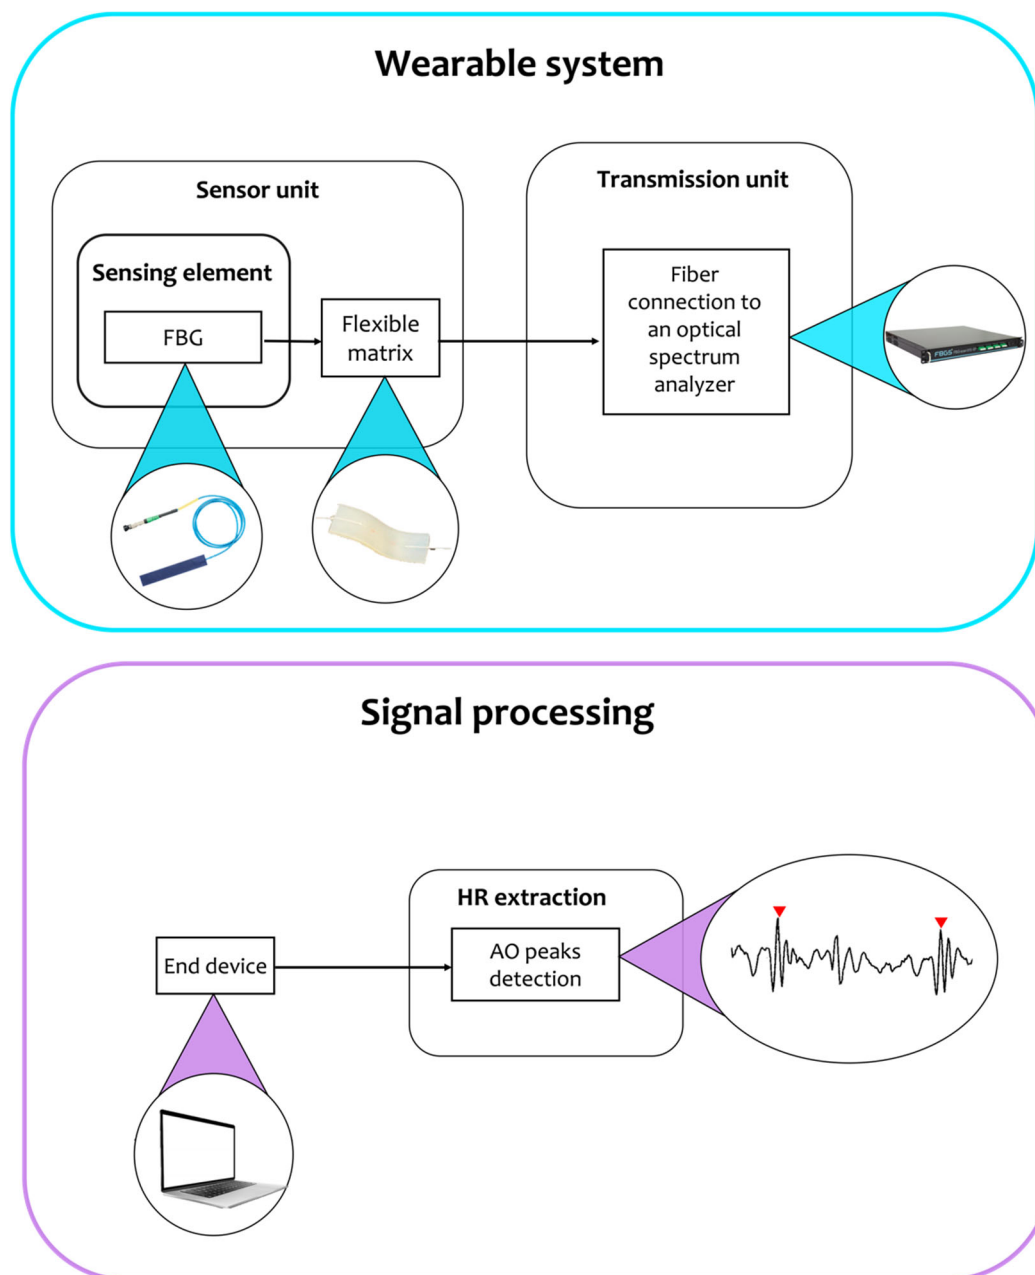 Wearable system
Sensor unit
Transmission unit
Sensing element
FBG
Flexible
matrix
Fiber
connection to
an optical
spectrum
analyzer
FBGS
Signal processing
HR extraction
End device
AO peaks
detection